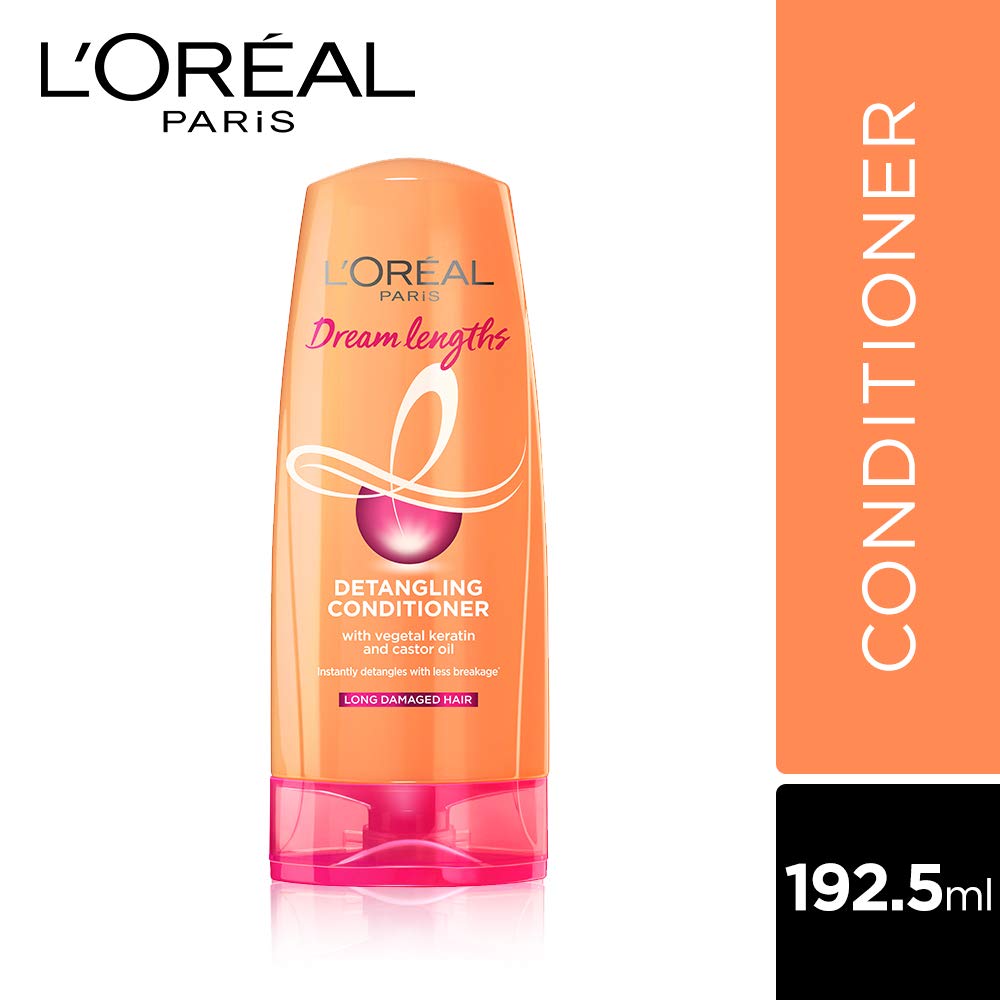 L'ORÉAL
PARiS
L'ORÉAL
PARiS
Dream lengths
DETANGLING
CONDITIONER
with vegetal keratin
and castor oil
Instantly detangles with less breakage*
LONG DAMAGED HAIR
CONDITIONER
192.5ml